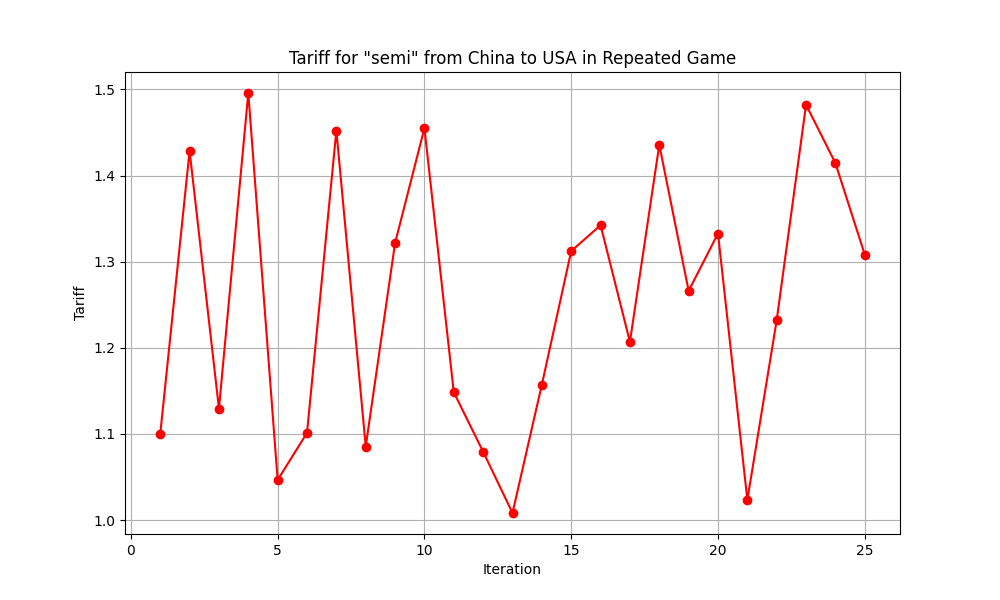 Tariff for "semi" from China to USA in Repeated Game
1.5
1.4
1.3
1.2
1.1
1.0
Tariff
0 5 10 15 20 25
Iteration